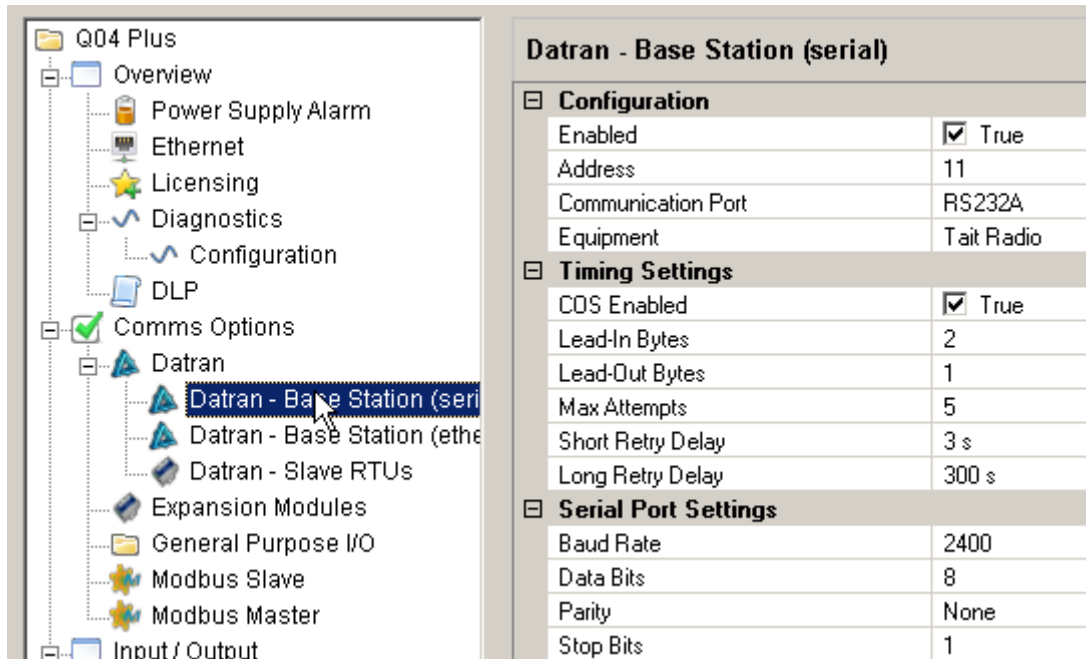 Q04 Plus
Overview
Power Supply Alarm
Ethernet
Licensing
Diagnostics
Configuration
DLP
Comms Options
Datran
Datran - Base Station (seri
Datran - Base Station (ethe
Datran - Slave RTUs
Expansion Modules
General Purpose I/O
Modbus Slave
Modbus Master
Input / Output
Datran - Base Station (serial)
Configuration
Enabled True
Address 11
Communication Port RS232A
Equipment Tait Radio
Timing Settings
COS Enabled True
Lead-In Bytes 2
Lead-Out Bytes 1
Max Attempts 5
Short Retry Delay 3 s
Long Retry Delay 300 s
Serial Port Settings
Baud Rate 2400
Data Bits 8
Parity None
Stop Bits 1